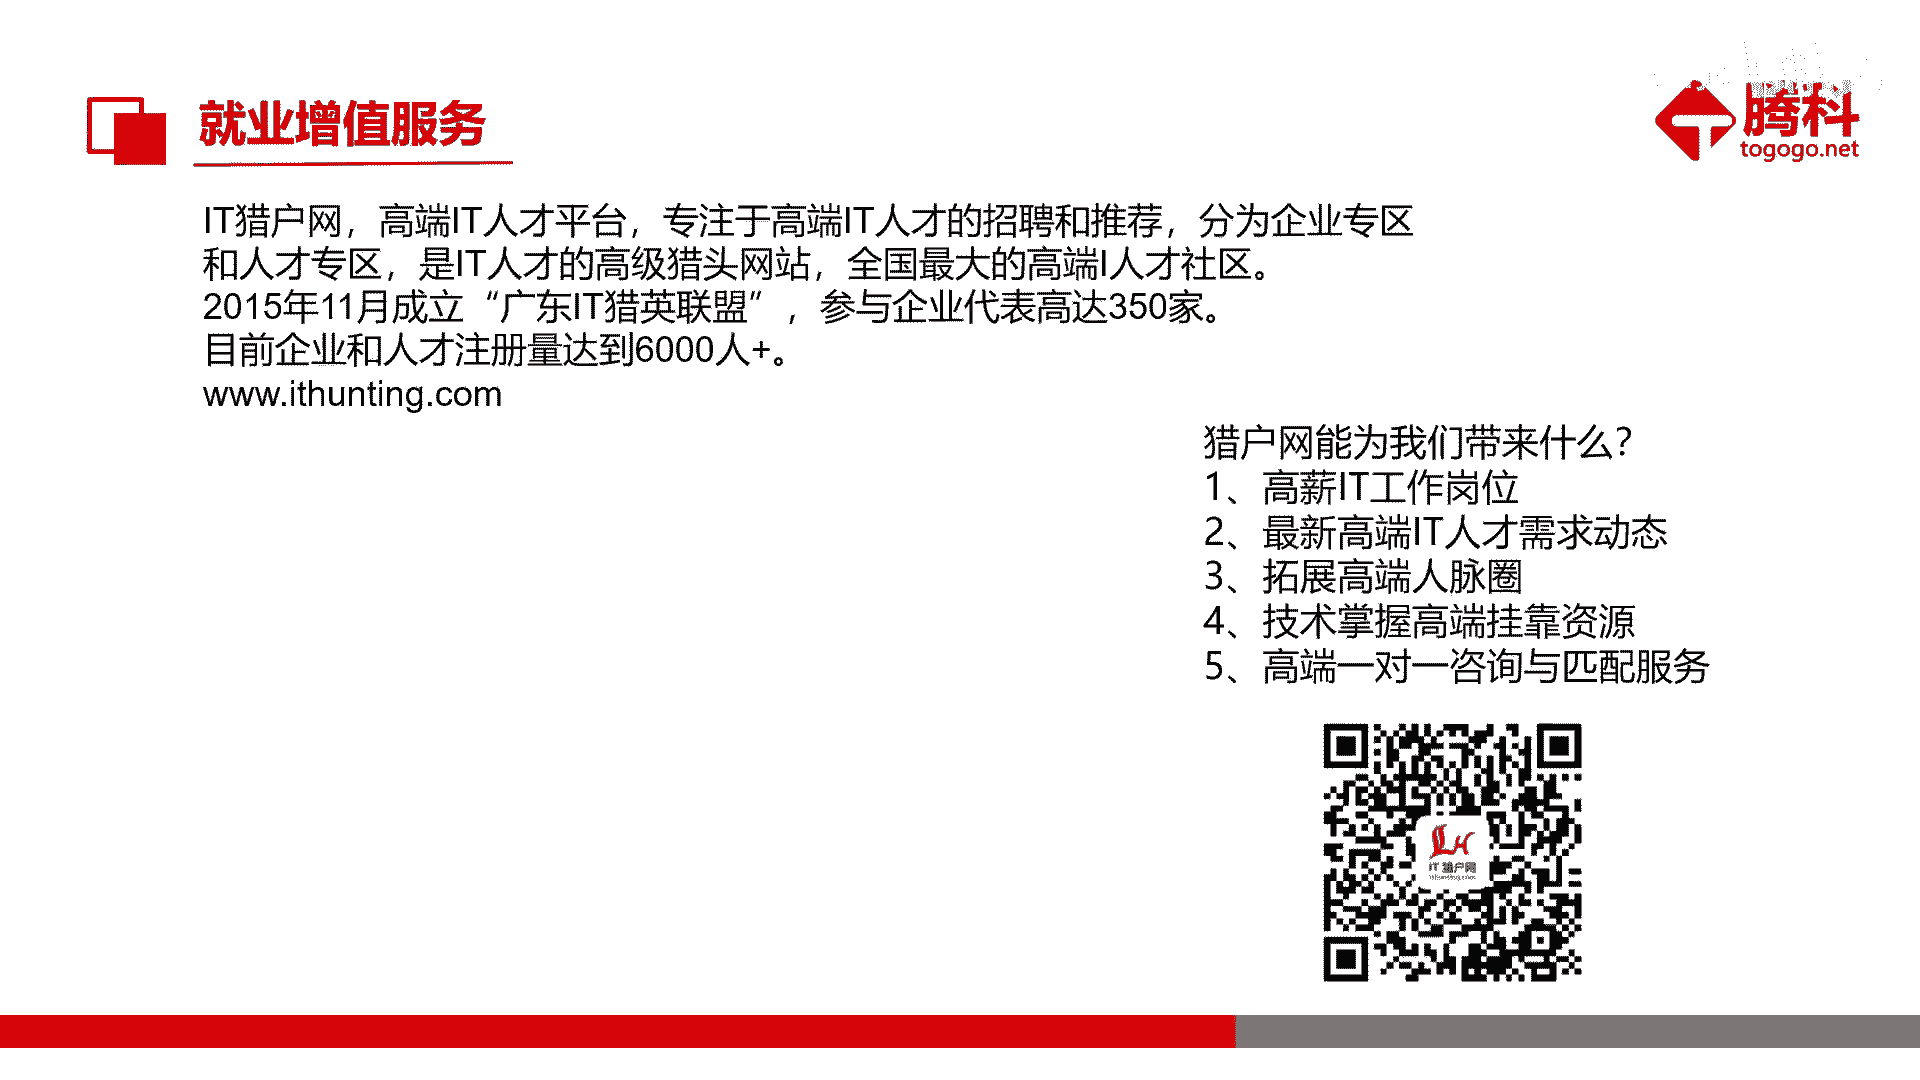 就业增值服务
腾科
togogo.net
IT猎户网，高端IT人才平台，专注于高端IT人才的招聘和推荐，分为企业专区
和人才专区，是IT人才的高级猎头网站，全国最大的高端I人才社区。
2015年11月成立“广东IT猎英联盟”，参与企业代表高达350家。
目前企业和人才注册量达到6000人+。
www.ithunting.com
猎户网能为我们带来什么？
1、高薪IT工作岗位
2、最新高端IT人才需求动态
3、拓展高端人脉圈
4、技术掌握高端挂靠资源
5、高端一对一咨询与匹配服务
LH
IT 猎户网